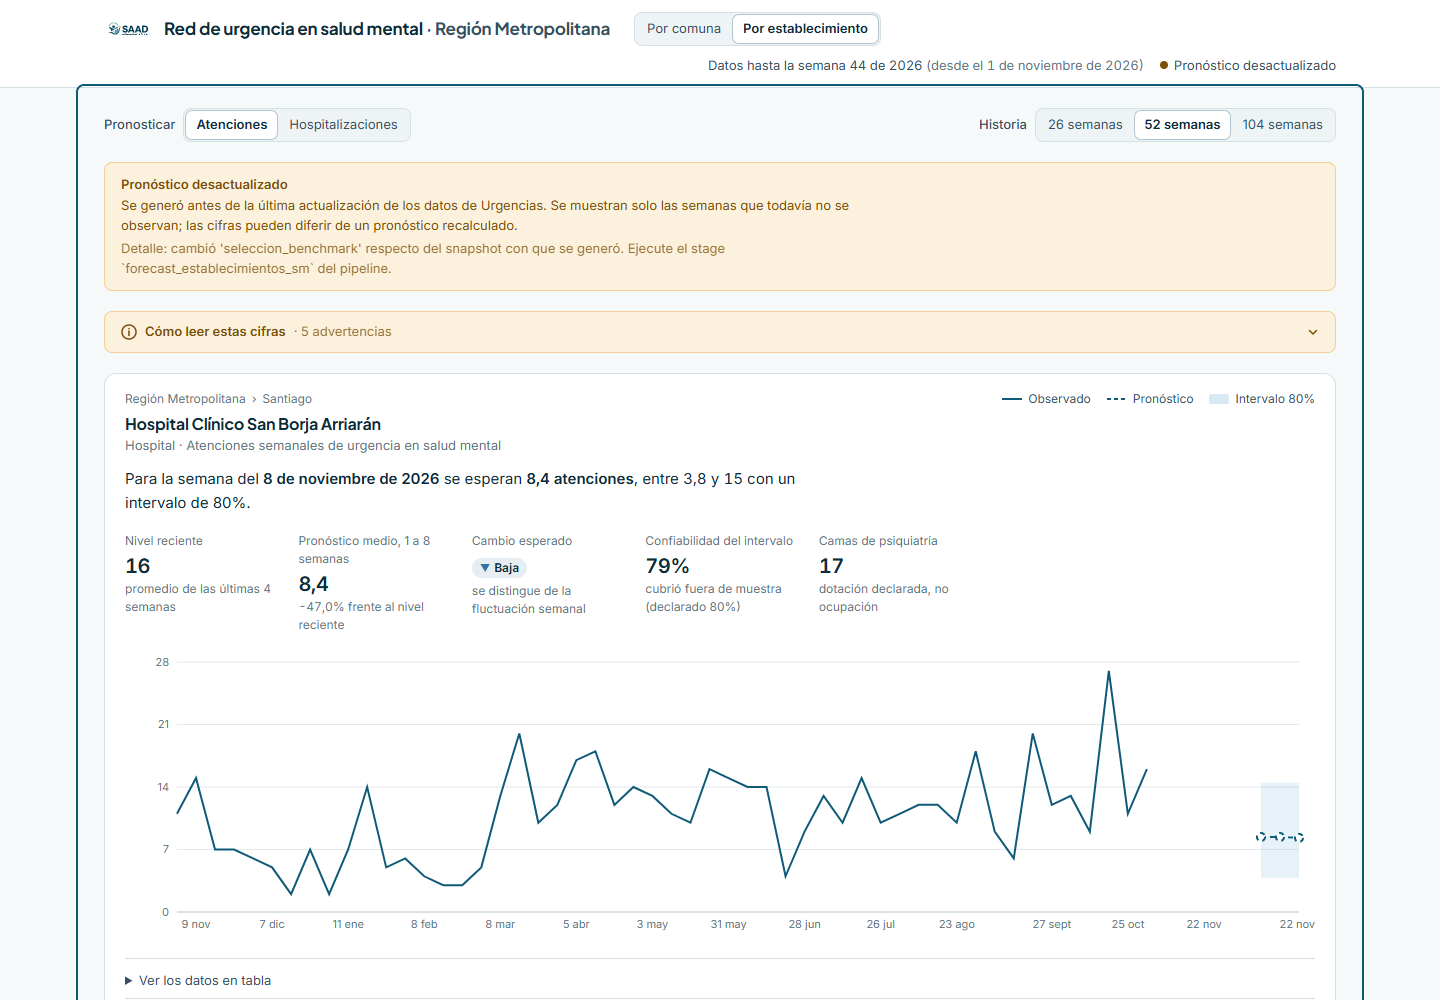 SAAD
Red de urgencia en salud mental · Región Metropolitana
Por comuna
Por establecimiento
Datos hasta la semana 44 de 2026 (desde el 1 de noviembre de 2026)
Pronóstico desactualizado
Pronosticar
Atenciones
Hospitalizaciones
Historia
26 semanas
52 semanas
104 semanas
Pronóstico desactualizado
Se generó antes de la última actualización de los datos de Urgencias. Se muestran solo las semanas que todavía no se
observan; las cifras pueden diferir de un pronóstico recalculado.
Detalle: cambió 'seleccion_benchmark' respecto del snapshot con que se generó. Ejecute el stage
`forecast_establecimientos_sm` del pipeline.
Cómo leer estas cifras · 5 advertencias
Región Metropolitana › Santiago
Observado
Pronóstico
Intervalo 80%
Hospital Clínico San Borja Arriarán
Hospital · Atenciones semanales de urgencia en salud mental
Para la semana del 8 de noviembre de 2026 se esperan 8,4 atenciones, entre 3,8 y 15 con un
intervalo de 80%.
Nivel reciente
16
promedio de las últimas 4
semanas
Pronóstico medio, 1 a 8
semanas
8,4
-47,0% frente al nivel
reciente
Cambio esperado
▼ Baja
se distingue de la
fluctuación semanal
Confiabilidad del intervalo
79%
cubrió fuera de muestra
(declarado 80%)
Camas de psiquiatría
17
dotación declarada, no
ocupación
28
21
14
7
0
9 nov
7 dic
11 ene
8 feb
8 mar
5 abr
3 may
31 may
28 jun
26 jul
23 ago
27 sept
25 oct
22 nov
22 nov
▶ Ver los datos en tabla